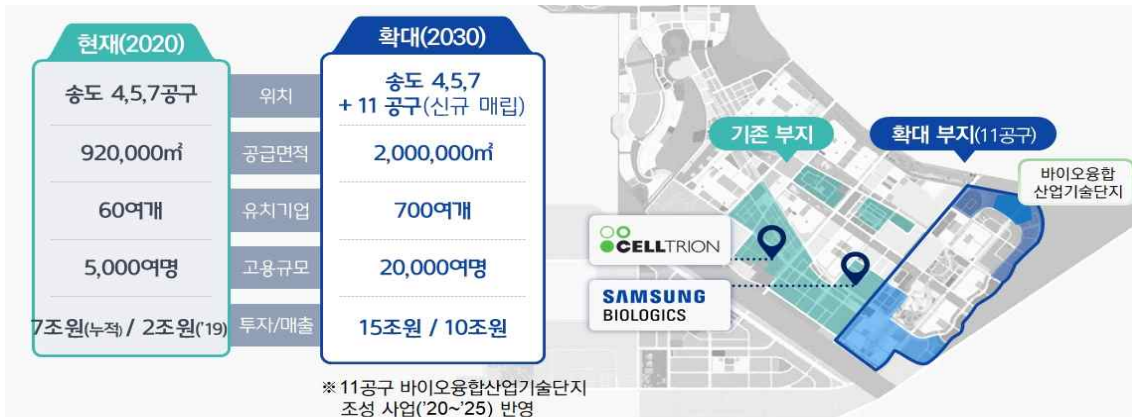 현재(2020)
확대(2030)
송도 4,5,7공구
위치
송도 4,5,7
+ 11 공구(신규 매립)
920,000㎡
공급면적
2,000,000㎡
60여개
유치기업
700여개
5,000여명
고용규모
20,000여명
7조원(누적) / 2조원('19)
투자/매출
15조원 / 10조원
※ 11공구 바이오융합산업기술단지
조성 사업('20~'25) 반영
기존 부지
확대 부지(11공구)
바이오융합
산업기술단지
CELLTRION
SAMSUNG
BIOLOGICS